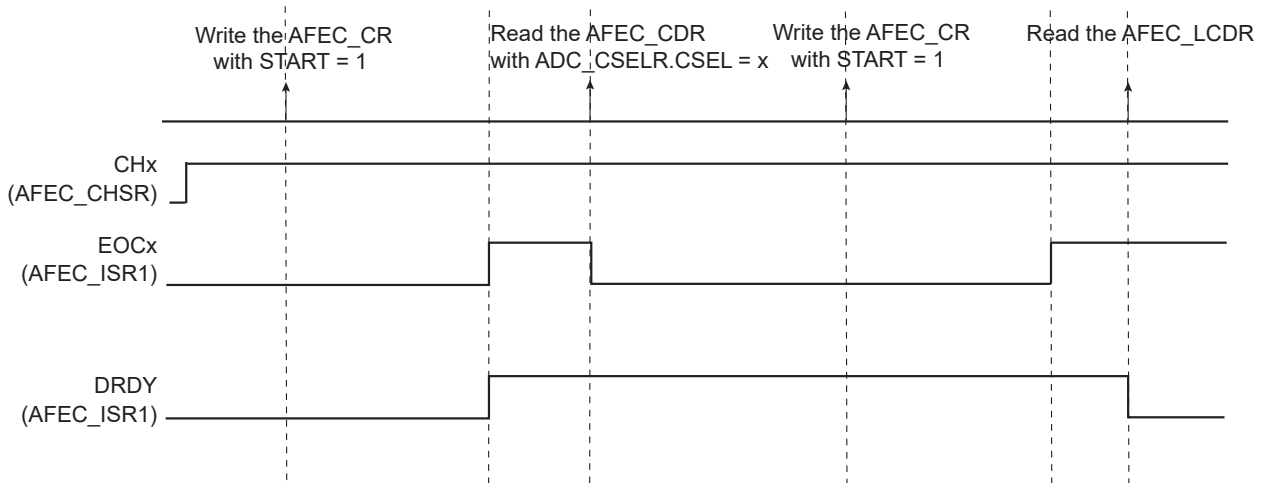 Write the AFEC_CR
with START = 1
Read the AFEC_CDR
with ADC_CSELR.CSEL = x
Write the AFEC_CR
with START = 1
Read the AFEC_LCDR
CHx
(AFEC_CHSR)
EOCx
(AFEC_ISR1)
DRDY
(AFEC_ISR1)